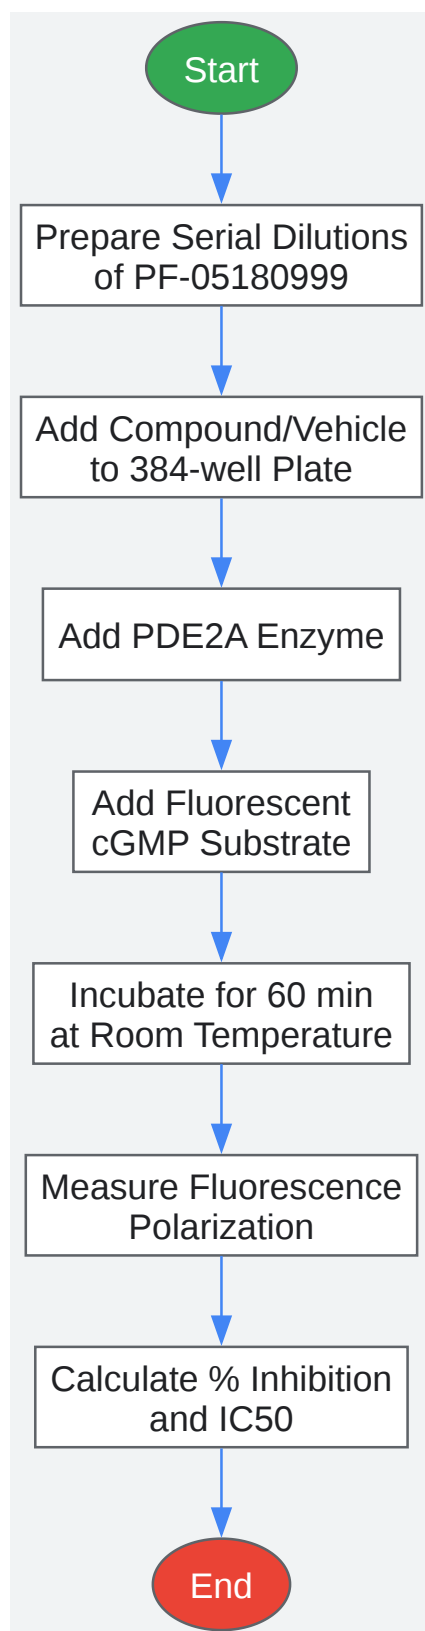 Start
Prepare Serial Dilutions
of PF-05180999
Add Compound/Vehicle
to 384-well Plate
Add PDE2A Enzyme
Add Fluorescent
cGMP Substrate
Incubate for 60 min
at Room Temperature
Measure Fluorescence
Polarization
Calculate % Inhibition
and IC50
End